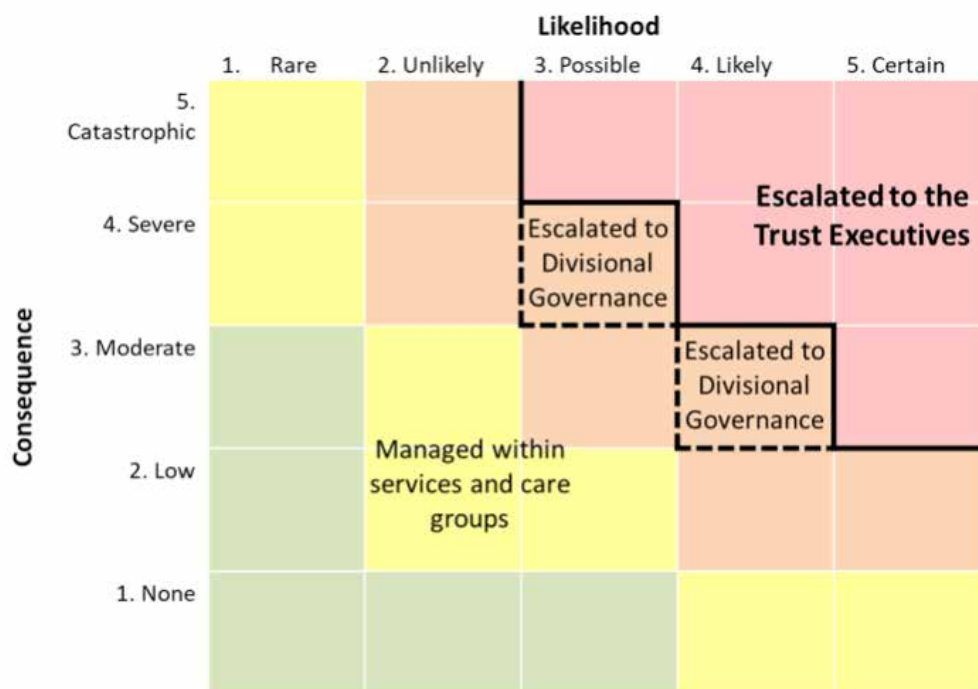 Likelihood
1. Rare
2. Unlikely
3. Possible
4. Likely
5. Certain
5.
Catastrophic
4. Severe
3. Moderate
2. Low
1. None
Consequence
Escalated to the
Trust Executives
Escalated to
Divisional
Governance
Escalated to
Divisional
Governance
Managed within
services and care
groups